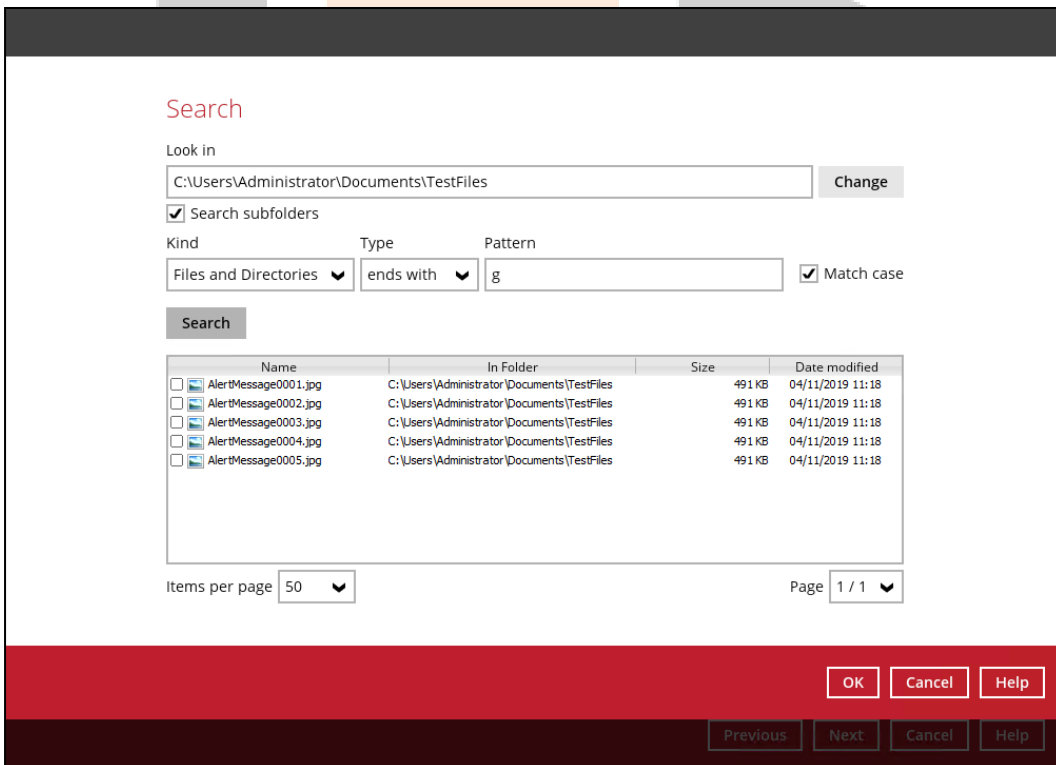 Search
Look in
C:\Users\Administrator\Documents\TestFiles Change
Search subfolders
Kind Type Pattern
Files and Directories ends with g Match case
Search
Name In Folder Size Date modified
AlertMessage0001.jpg C:\Users\Administrator\Documents\TestFiles 491 KB 04/11/2019 11:18
AlertMessage0002.jpg C:\Users\Administrator\Documents\TestFiles 491 KB 04/11/2019 11:18
AlertMessage0003.jpg C:\Users\Administrator\Documents\TestFiles 491 KB 04/11/2019 11:18
AlertMessage0004.jpg C:\Users\Administrator\Documents\TestFiles 491 KB 04/11/2019 11:18
AlertMessage0005.jpg C:\Users\Administrator\Documents\TestFiles 491 KB 04/11/2019 11:18
Items per page 50 Page 1 / 1
OK Cancel Help
Previous Next Cancel Help